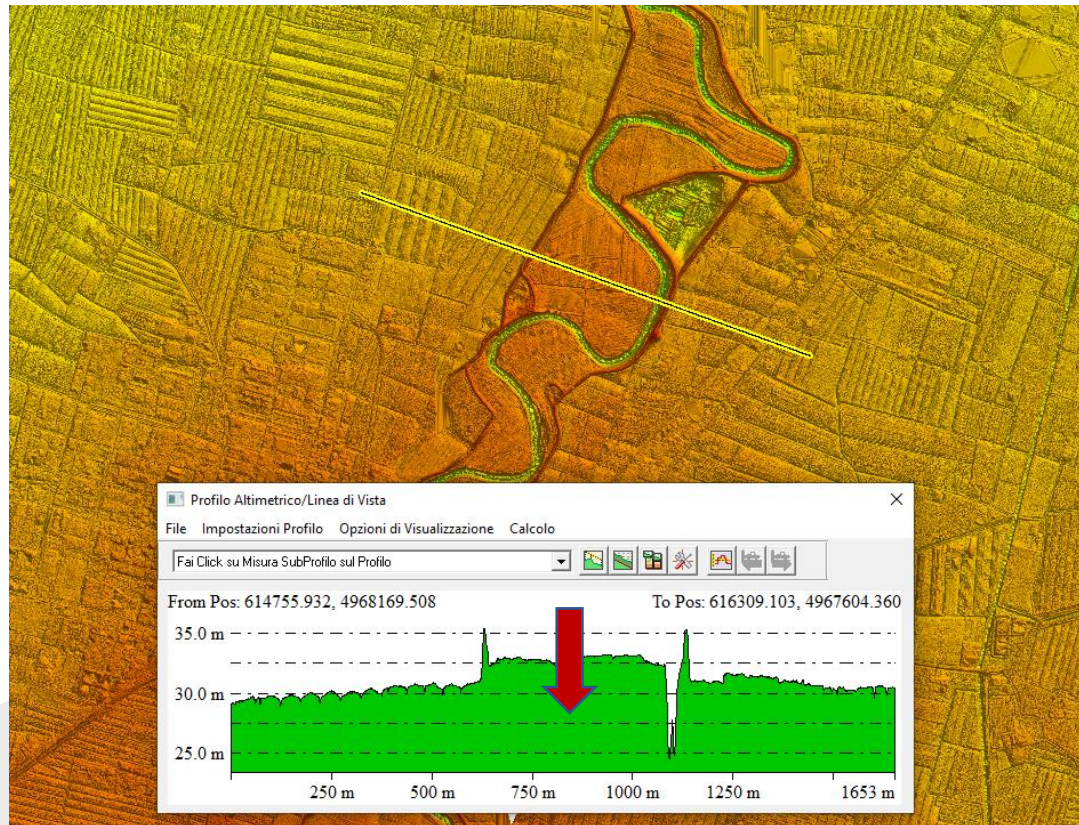 Profilo Altimetrico/Linea di Vista
File Impostazioni Profilo Opzioni di Visualizzazione Calcolo
Fai Click su Misura SubProfilo sul Profilo
From Pos: 614755.932, 4968169.508 To Pos: 616309.103, 4967604.360
35.0 m
30.0 m
25.0 m
250 m 500 m 750 m 1000 m 1250 m 1653 m